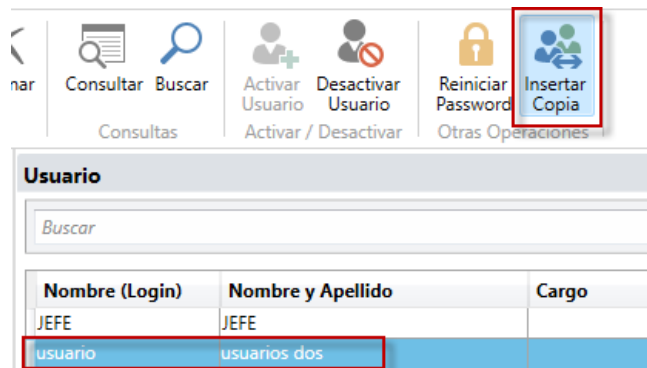 Consultar Buscar Activar Usuario Desactivar Usuario Reiniciar Password Insertar Copia
Consultas Activar / Desactivar Otras Operaciones
Usuario
Buscar
Nombre (Login) Nombre y Apellido Cargo
JEFE JEFE
usuario usuarios dos